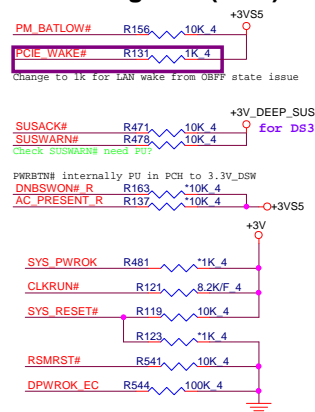 +3VS5
PM_BATLOW# R156 10K_4
PCIE_WAKE# R131 1K_4
Change to 1k for LAN wake from OBFF state issue
+3V_DEEP_SUS
SUSACK# R471 *10K_4 for DS3
SUSWARN# R478 *10K_4
Check SUSWARN# need PU?
PWRBTN# internally PU in PCH to 3.3V_DSW
DNBSWON#_R R163 *10K_4
AC_PRESENT_R R137 *10K_4
+3VS5
+3V
SYS_PWROK R481 *1K_4
CLKRUN# R121 8.2K/F_4
SYS_RESET# R119 10K_4
R123 *1K_4
RSMRST# R541 10K_4
DPWROK_EC R544 100K_4